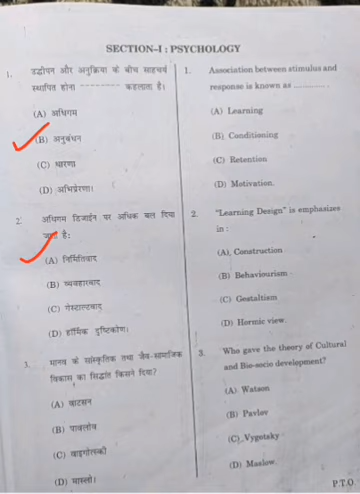 SECTION-I : PSYCHOLOGY
1. उद्दीपन और अनुक्रिया के बीच साहचर्य
स्थापित होना --------- कहलाता है।
(A) अधिगम
(B) अनुबंधन
(C) धारणा
(D) अभिप्रेरणा।
2. अधिगम डिजाईन पर अधिक बल दिया
जाता है:
(A) निर्मितिवाद
(B) व्यवहारवाद
(C) गेस्टाल्टवाद
(D) हॉर्मिक दृष्टिकोण।
3. मानव के सांस्कृतिक तथा जैव-सामाजिक
विकास का सिद्धांत किसने दिया?
(A) वाटसन
(B) पावलोव
(C) वाइगोत्स्की
(D) मास्लो।
1. Association between stimulus and
response is known as ..........
(A) Learning
(B) Conditioning
(C) Retention
(D) Motivation.
2. "Learning Design" is emphasizes
in :
(A) Construction
(B) Behaviourism
(C) Gestaltism
(D) Hormic view.
3. Who gave the theory of Cultural
and Bio-socio development?
(A) Watson
(B) Pavlov
(C) Vygotsky
(D) Maslow.
P.T.O.